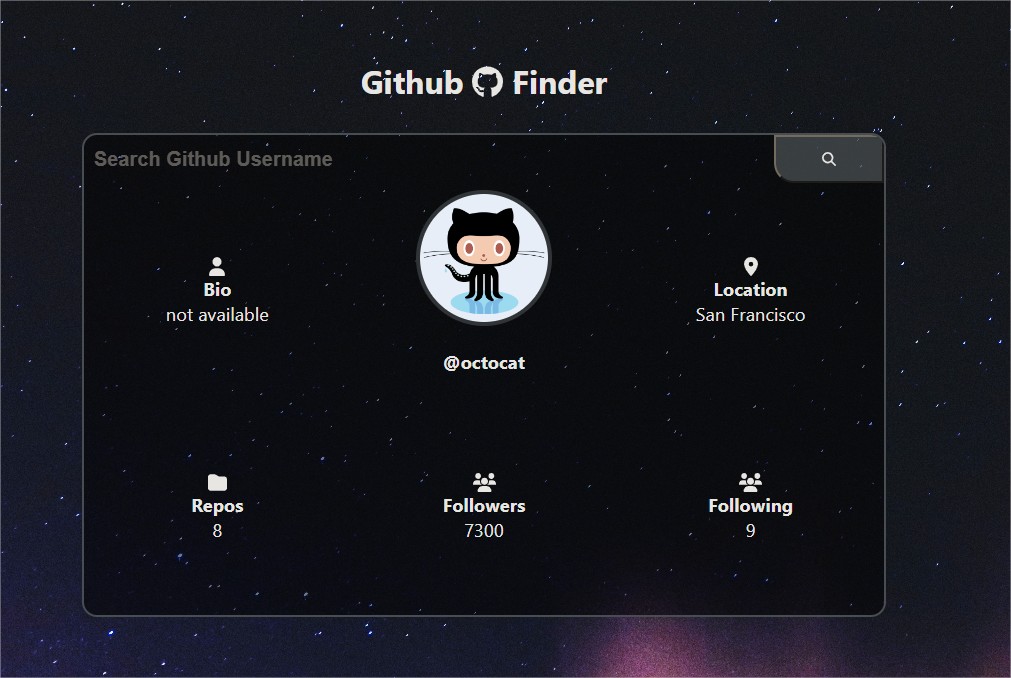 Github Finder
Search Github Username
Bio
not available
@octocat
Location
San Francisco
Repos
8
Followers
7300
Following
9